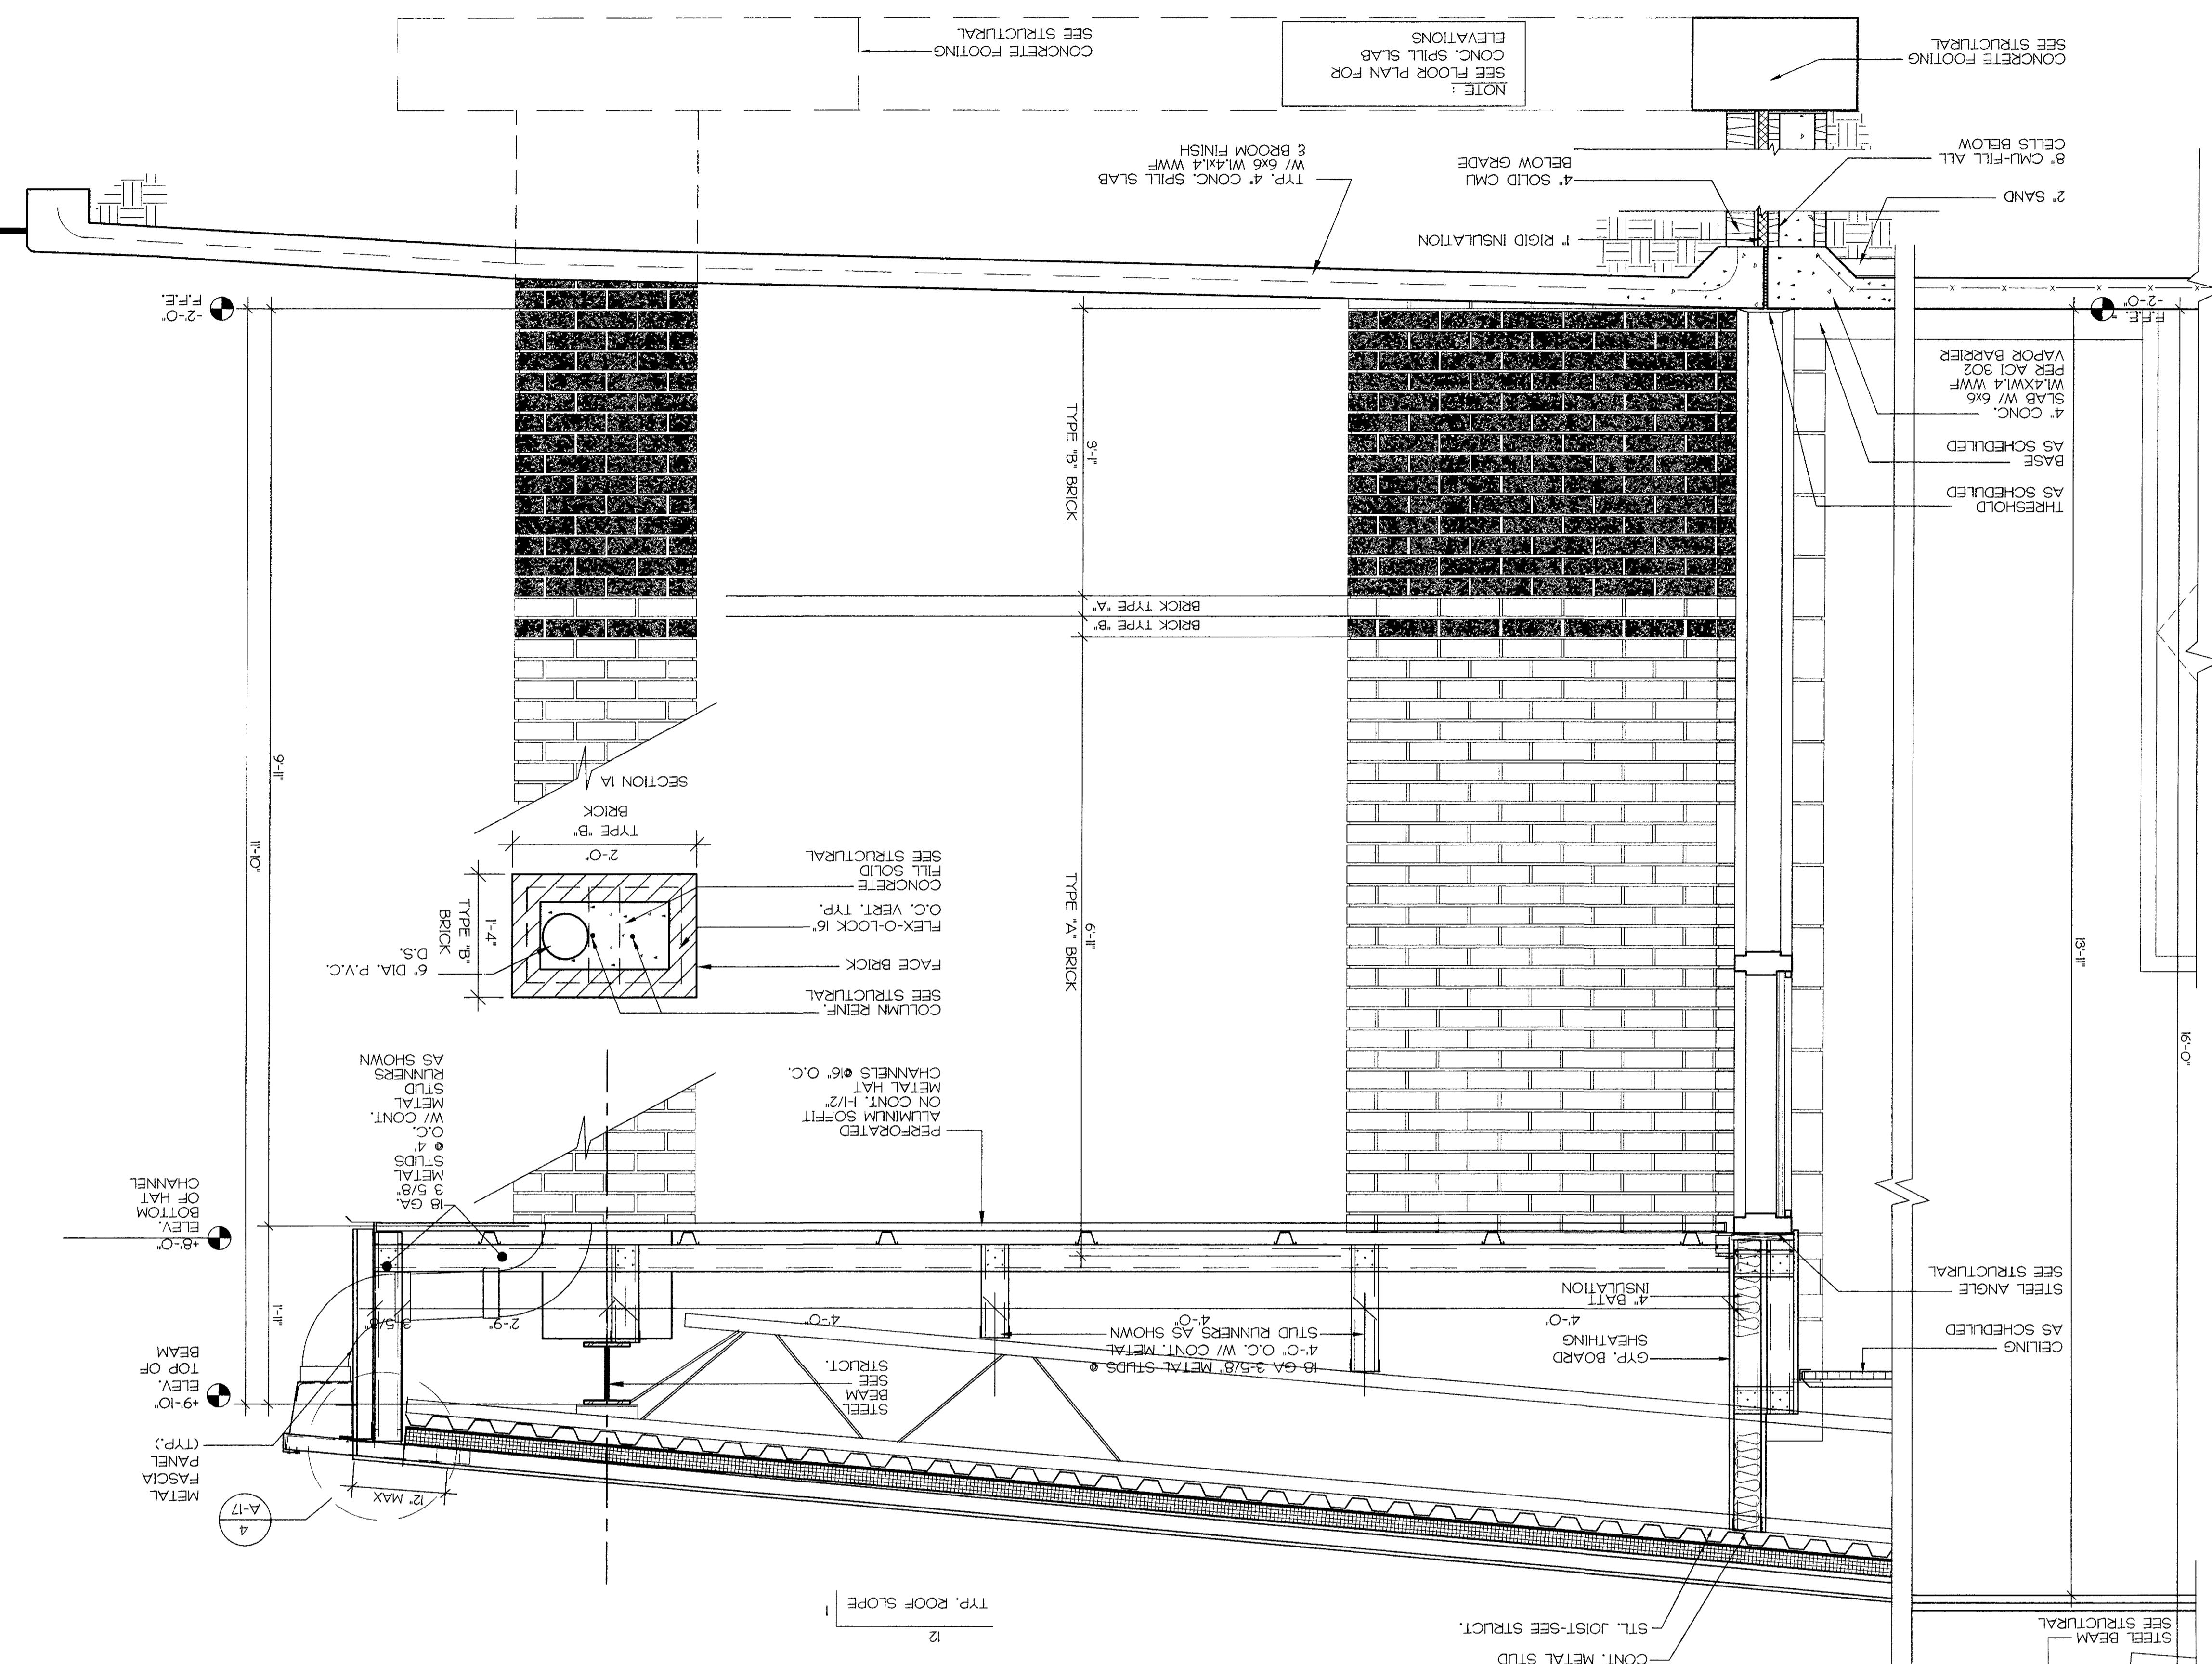 STEEL BEAM
SEE STRUCTURAL
CONT. METAL STUD
STL. JOIST-SEE STRUCT.
12
1
TYP. ROOF SLOPE
4
A-17
12" MAX
METAL
FASCIA
PANEL
(TYP.)
+9'-10"
ELEV.
TOP OF
BEAM
STEEL
BEAM
SEE
STRUCT.
18 GA 3-5/8" METAL STUDS @
4'-0" O.C. W/ CONT. METAL
STUD RUNNERS AS SHOWN
GYP. BOARD
SHEATHING
4" BATT
INSULATION
CEILING
AS SCHEDULED
STEEL ANGLE
SEE STRUCTURAL
4'-0"
4'-0"
4'-0"
2'-9"
3 5/8"
1'-11"
+8'-0"
ELEV.
BOTTOM
OF HAT
CHANNEL
18 GA.
3 5/8"
METAL
STUDS
@ 4'
O.C.
W/ CONT.
METAL
STUD
RUNNERS
AS SHOWN
PERFORATED
ALUMINUM SOFFIT
ON CONT. 1-1/2"
METAL HAT
CHANNELS @16" O.C.
16'-0"
13'-11"
6'-11"
TYPE "A" BRICK
COLUMN REINF.
SEE STRUCTURAL
FACE BRICK
FLEX-O-LOCK 16"
O.C. VERT. TYP.
CONCRETE
FILL SOLID
SEE STRUCTURAL
6" DIA. P.V.C.
D.S.
1'-4"
TYPE "B"
BRICK
2'-0"
TYPE "B"
BRICK
SECTION 1A
11'-10"
9'-11"
BRICK TYPE "B"
BRICK TYPE "A"
3'-1"
TYPE "B" BRICK
THRESHOLD
AS SCHEDULED
BASE
AS SCHEDULED
4" CONC.
SLAB W/ 6x6
W1.4XW1.4 WWF
PER ACI 302
VAPOR BARRIER
F.F.E.
-2'-0"
-2'-0"
F.F.E.
2" SAND
8" CMU-FILL ALL
CELLS BELOW
1" RIGID INSULATION
4" SOLID CMU
BELOW GRADE
TYP. 4" CONC. SPILL SLAB
W/ 6x6 W1.4x1.4 WWF
& BROOM FINISH
NOTE :
SEE FLOOR PLAN FOR
CONC. SPILL SLAB
ELEVATIONS
CONCRETE FOOTING
SEE STRUCTURAL
CONCRETE FOOTING
SEE STRUCTURAL